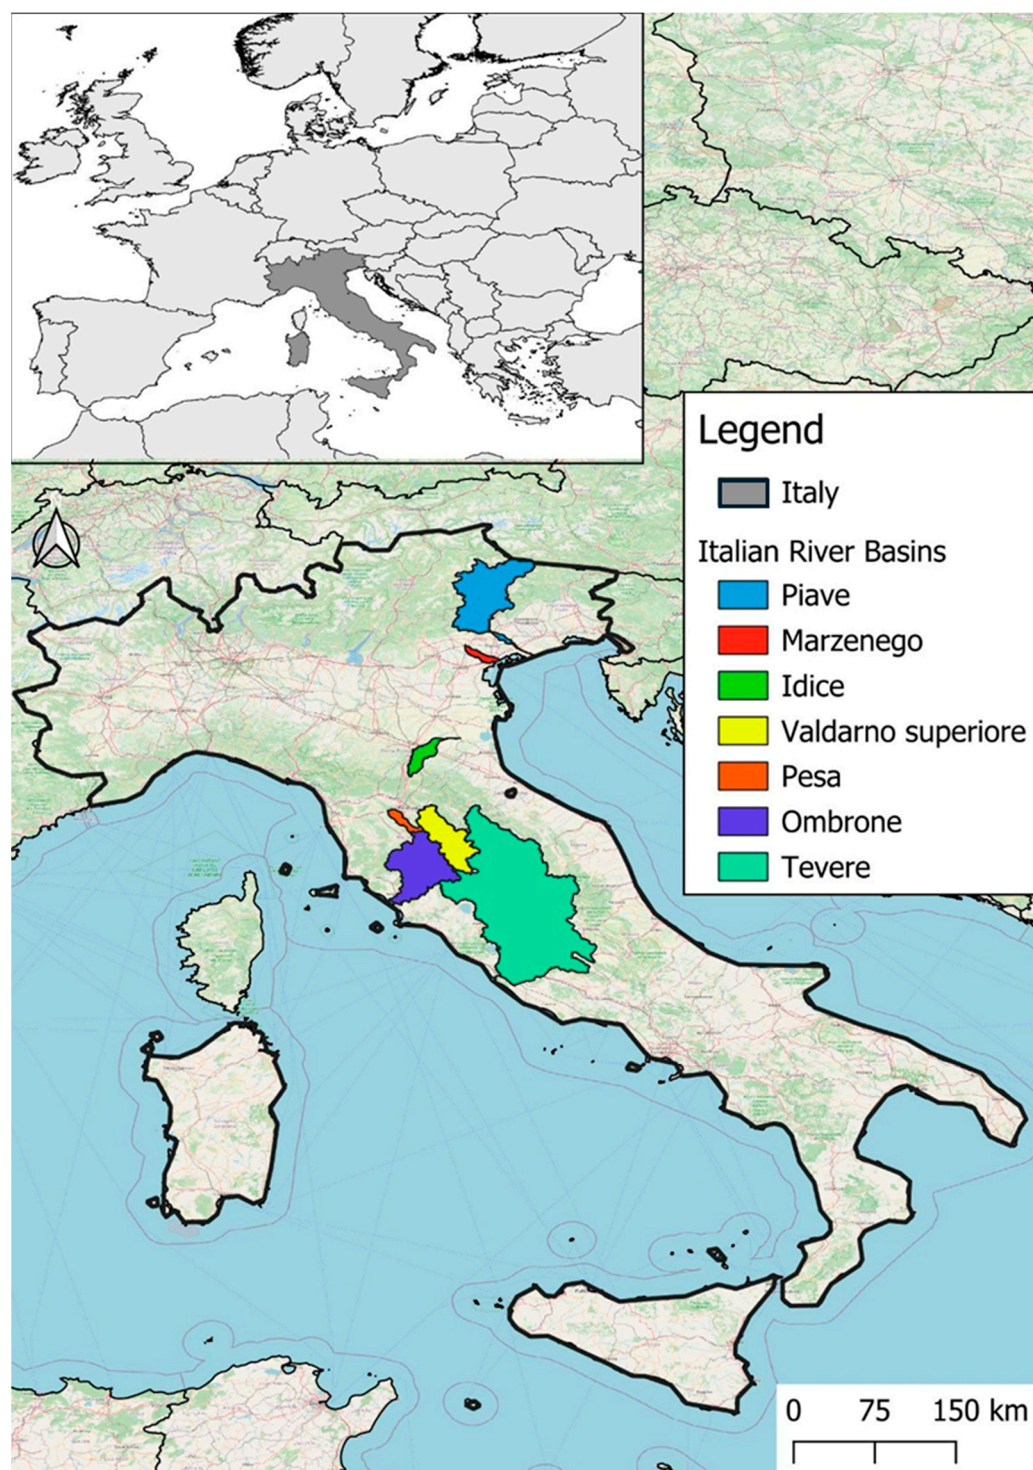 Legend
Italy
Italian River Basins
Piave
Marzenego
Idice
Valdarno superiore
Pesa
Ombrone
Tevere
0 75 150 km